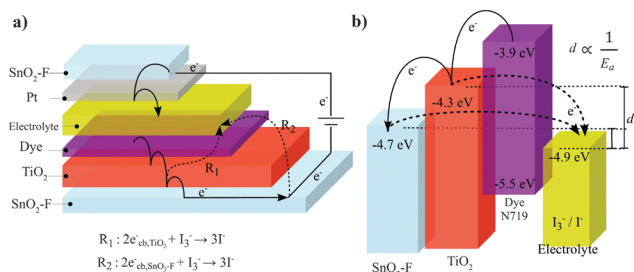 a)
SnO₂-F
Pt
Electrolyte
Dye
TiO₂
SnO₂-F
e⁻
e⁻
R₂
R₁
e⁻
e⁻
R₁ : 2e⁻cb,TiO₂ + I₃⁻ → 3I⁻
R₂ : 2e⁻cb,SnO₂-F + I₃⁻ → 3I⁻
b)
e⁻
e⁻
-3.9 eV
d ∝ 1/Eₐ
-4.3 eV
e⁻
d
-4.7 eV
-4.9 eV
-5.5 eV
Dye
N719
I₃⁻ / I⁻
SnO₂-F
TiO₂
Electrolyte